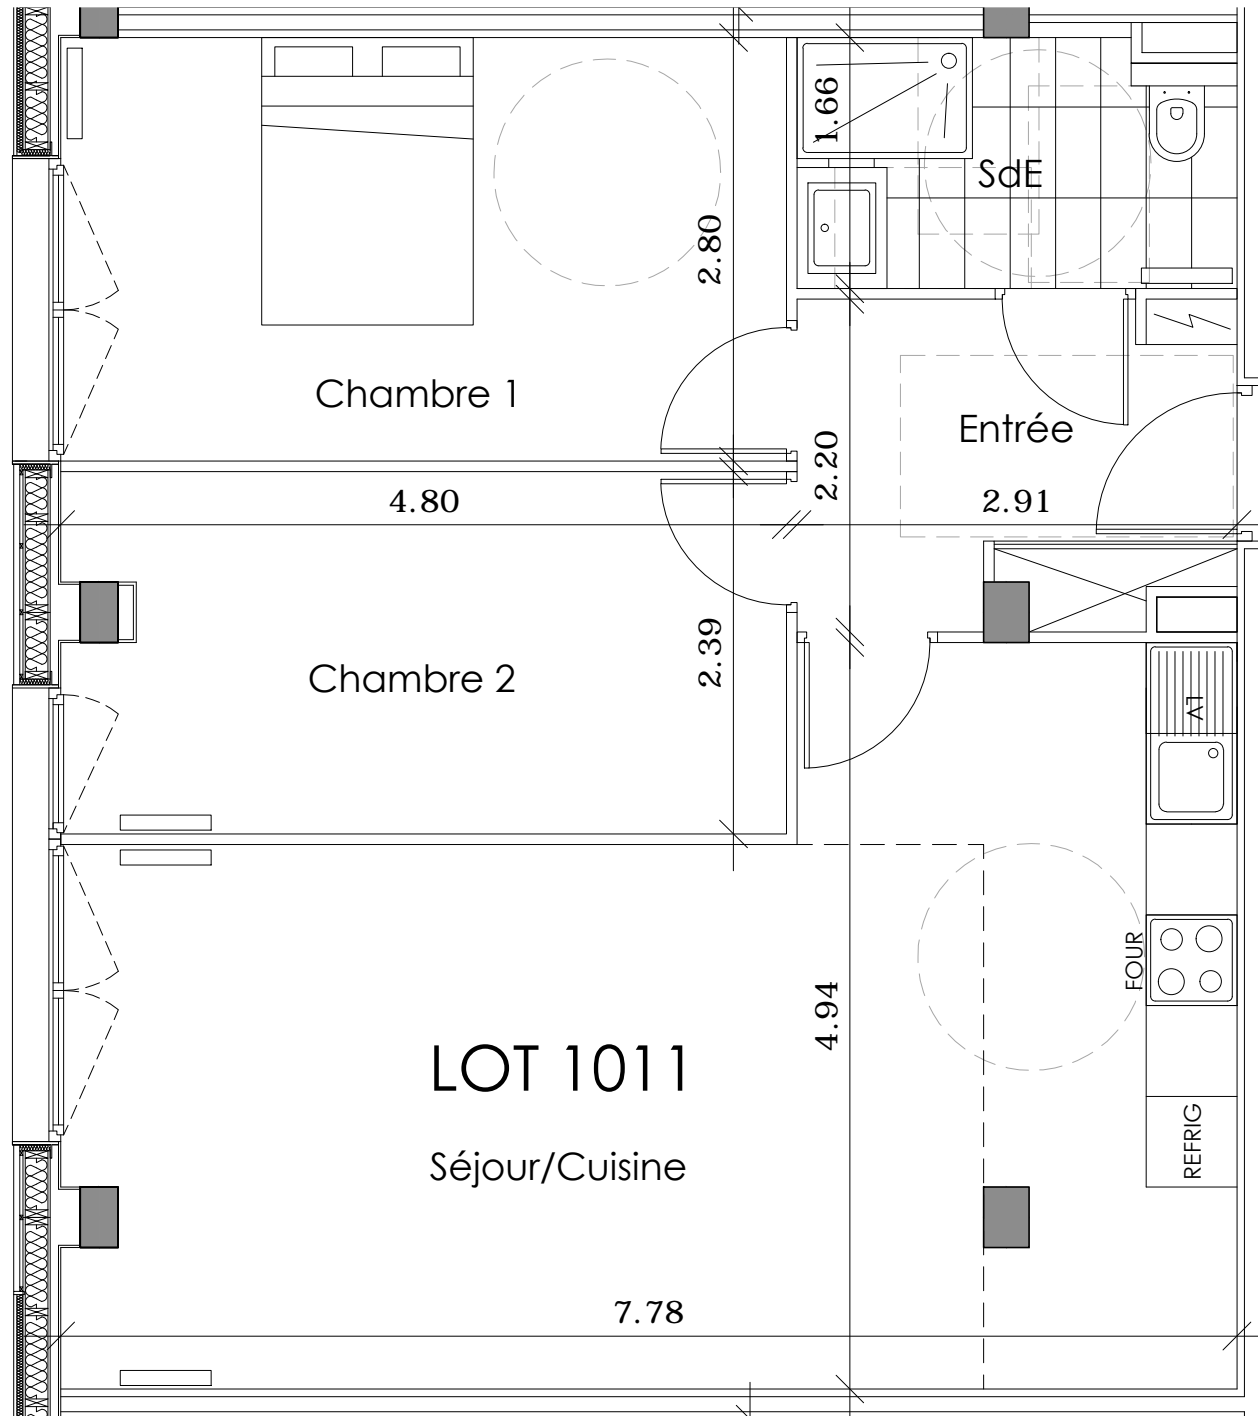 1.66
SdE
2.80
Chambre 1
Entrée
2.20
4.80
2.91
2.39
Chambre 2
LV
FOUR
4.94
LOT 1011
REFRIG
Séjour/Cuisine
7.78